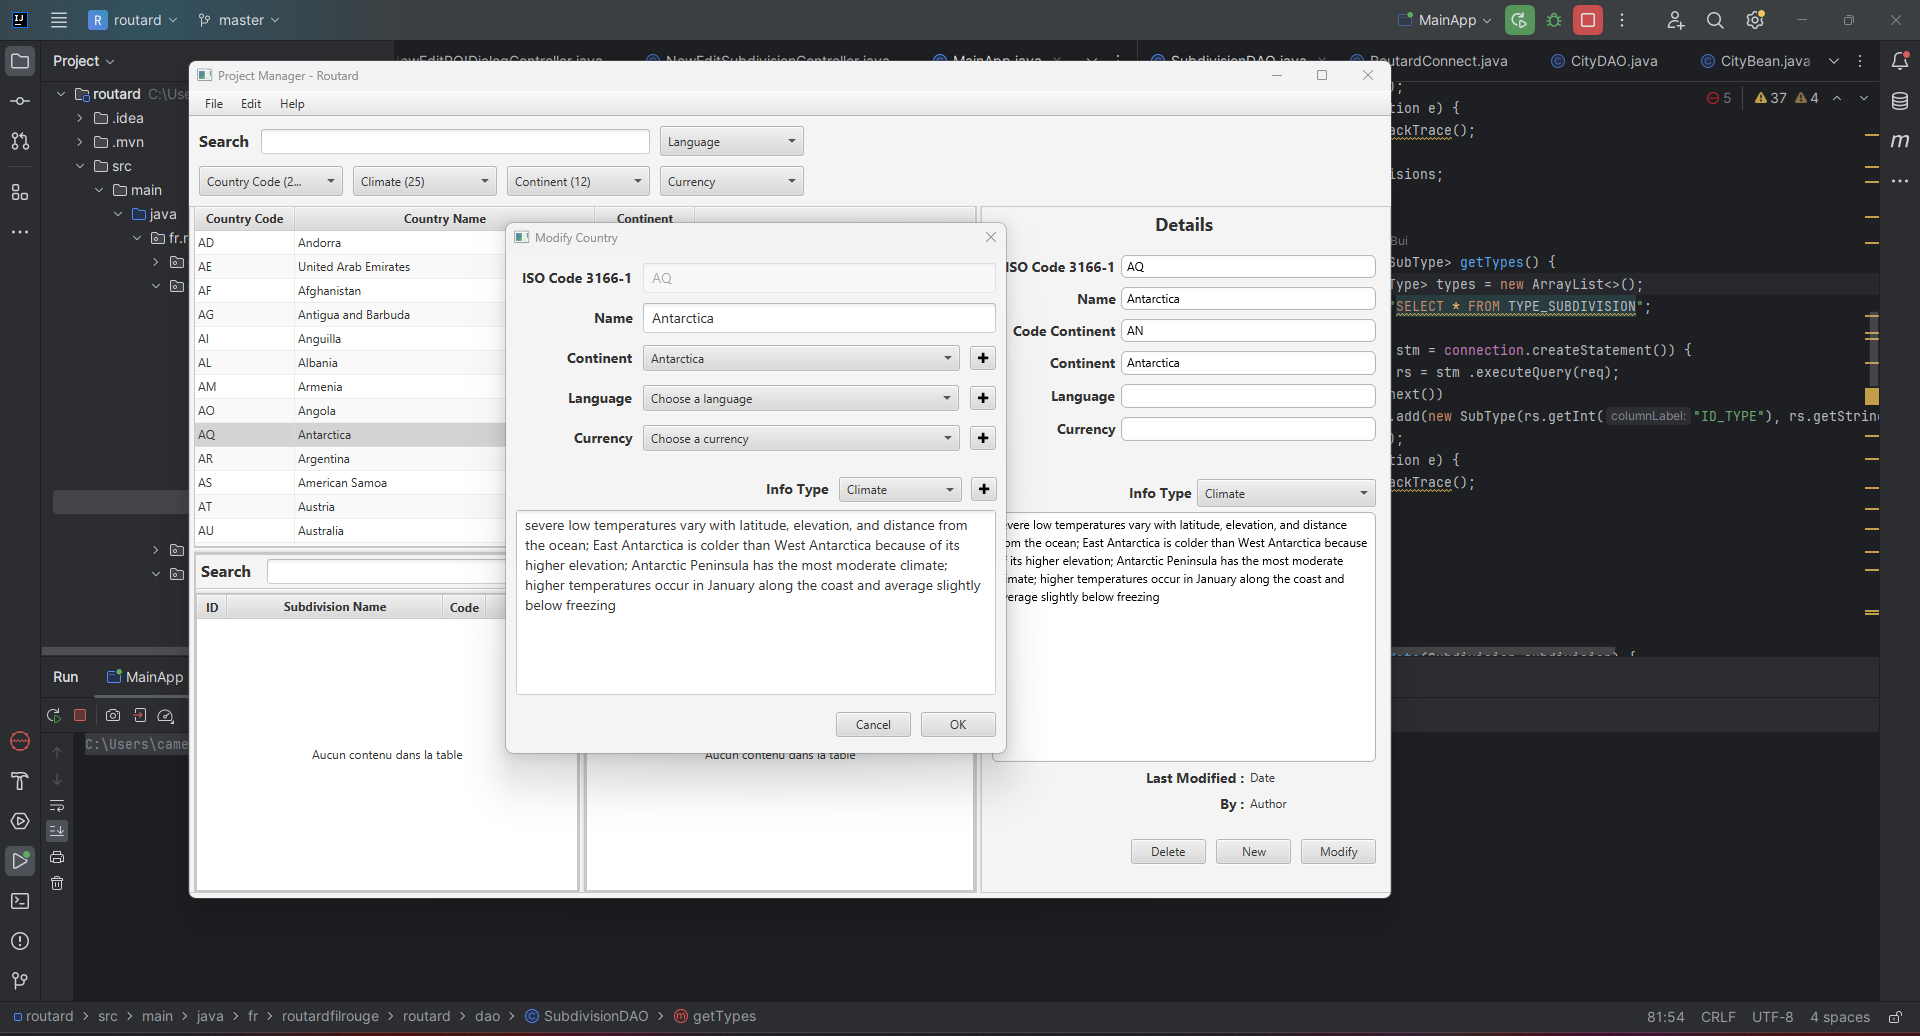 routard
master
MainApp
Project
MainApp.java
SubdivisionDAO.java
RoutardConnect.java
CityDAO.java
CityBean.java
routard C:\Use
.idea
.mvn
src
main
java
fr.r
Project Manager - Routard
File Edit Help
Search
Language
Country Code (2...
Climate (25)
Continent (12)
Currency
Country Code Country Name Continent
AD Andorra
AE United Arab Emirates
AF Afghanistan
AG Antigua and Barbuda
AI Anguilla
AL Albania
AM Armenia
AO Angola
AQ Antarctica
AR Argentina
AS American Samoa
AT Austria
AU Australia
Search
ID Subdivision Name Code
Aucun contenu dans la table
Aucun contenu dans la table
Modify Country
ISO Code 3166-1 AQ
Name Antarctica
Continent Antarctica
Language Choose a language
Currency Choose a currency
Info Type Climate
severe low temperatures vary with latitude, elevation, and distance from
the ocean; East Antarctica is colder than West Antarctica because of its
higher elevation; Antarctic Peninsula has the most moderate climate;
higher temperatures occur in January along the coast and average slightly
below freezing
Cancel OK
Details
ISO Code 3166-1 AQ
Name Antarctica
Code Continent AN
Continent Antarctica
Language
Currency
Info Type Climate
vere low temperatures vary with latitude, elevation, and distance
om the ocean; East Antarctica is colder than West Antarctica because
its higher elevation; Antarctic Peninsula has the most moderate
imate; higher temperatures occur in January along the coast and
verage slightly below freezing
Last Modified : Date
By : Author
Delete New Modify
5 37 4
);
tion e) {
ackTrace();
isions;
Bui
SubType> getTypes() {
Type> types = new ArrayList<>();
"SELECT * FROM TYPE_SUBDIVISION";
stm = connection.createStatement()) {
rs = stm .executeQuery(req);
next())
.add(new SubType(rs.getInt( columnLabel: "ID_TYPE"), rs.getString
);
tion e) {
ackTrace();
Run MainApp
C:\Users\came
routard > src > main > java > fr > routardfilrouge > routard > dao > SubdivisionDAO > getTypes
81:54 CRLF UTF-8 4 spaces